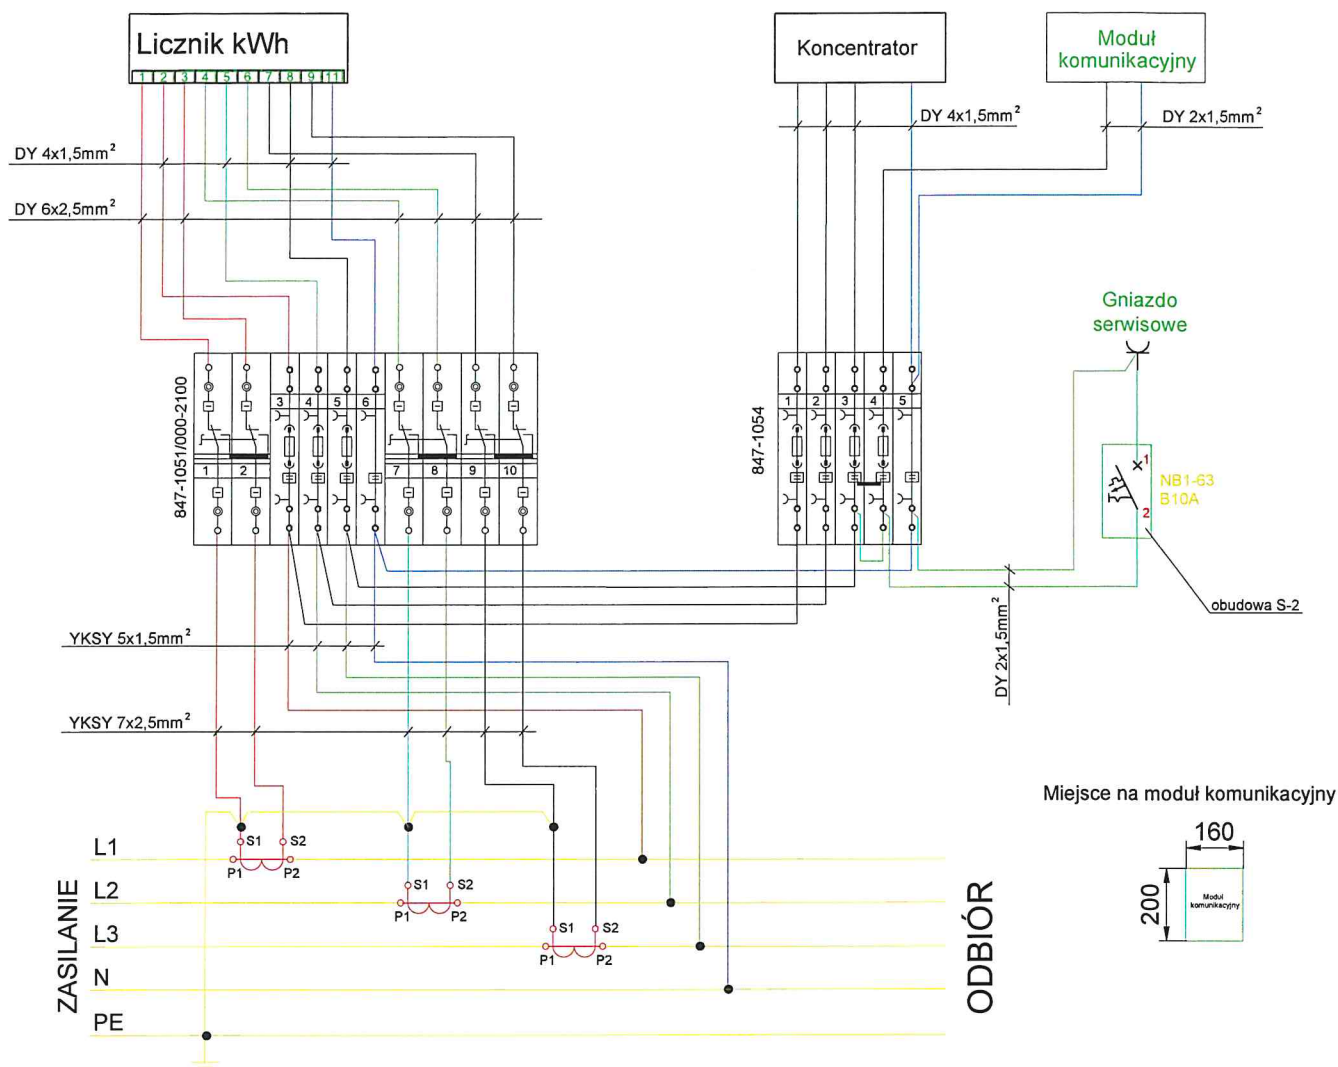 Licznik kWh
1 2 3 4 5 6 7 8 9 11
Koncentrator
Moduł
komunikacyjny
DY 4x1,5mm²
DY 6x2,5mm²
DY 4x1,5mm²
DY 2x1,5mm²
Gniazdo
serwisowe
847-1051/000-2100
3 4 5 6
1 2 7 8 9 10
847-1054
1 2 3 4 5
1
NB1-63
B10A
2
obudowa S-2
DY 2x1,5mm²
YKSY 5x1,5mm²
YKSY 7x2,5mm²
ZASILANIE
L1
S1 S2
P1 P2
L2
S1 S2
P1 P2
L3
S1 S2
P1 P2
N
PE
ODBIÓR
Miejsce na moduł komunikacyjny
160
200
Moduł
komunikacyjny